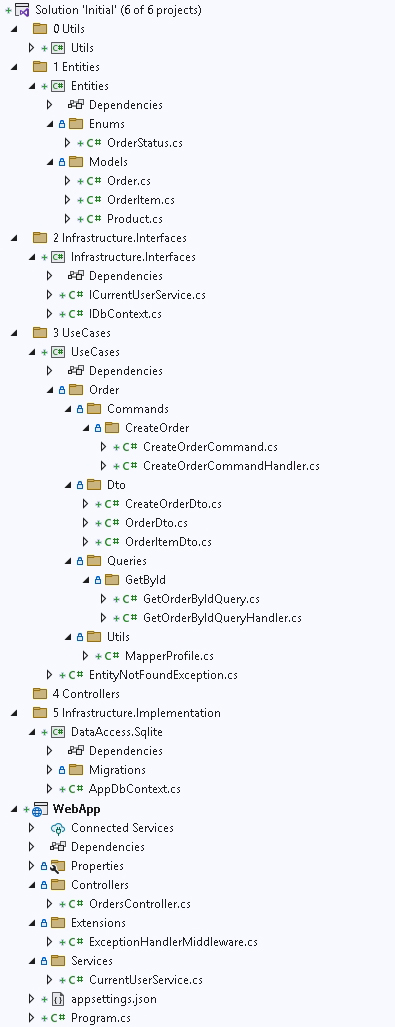 Solution 'Initial' (6 of 6 projects)
0 Utils
C# Utils
1 Entities
C# Entities
Dependencies
Enums
C# OrderStatus.cs
Models
C# Order.cs
C# OrderItem.cs
C# Product.cs
2 Infrastructure.Interfaces
C# Infrastructure.Interfaces
Dependencies
C# ICurrentUserService.cs
C# IDbContext.cs
3 UseCases
C# UseCases
Dependencies
Order
Commands
CreateOrder
C# CreateOrderCommand.cs
C# CreateOrderCommandHandler.cs
Dto
C# CreateOrderDto.cs
C# OrderDto.cs
C# OrderItemDto.cs
Queries
GetById
C# GetOrderByIdQuery.cs
C# GetOrderByIdQueryHandler.cs
Utils
C# MapperProfile.cs
C# EntityNotFoundException.cs
4 Controllers
5 Infrastructure.Implementation
C# DataAccess.Sqlite
Dependencies
Migrations
C# AppDbContext.cs
WebApp
Connected Services
Dependencies
Properties
Controllers
C# OrdersController.cs
Extensions
C# ExceptionHandlerMiddleware.cs
Services
C# CurrentUserService.cs
appsettings.json
C# Program.cs